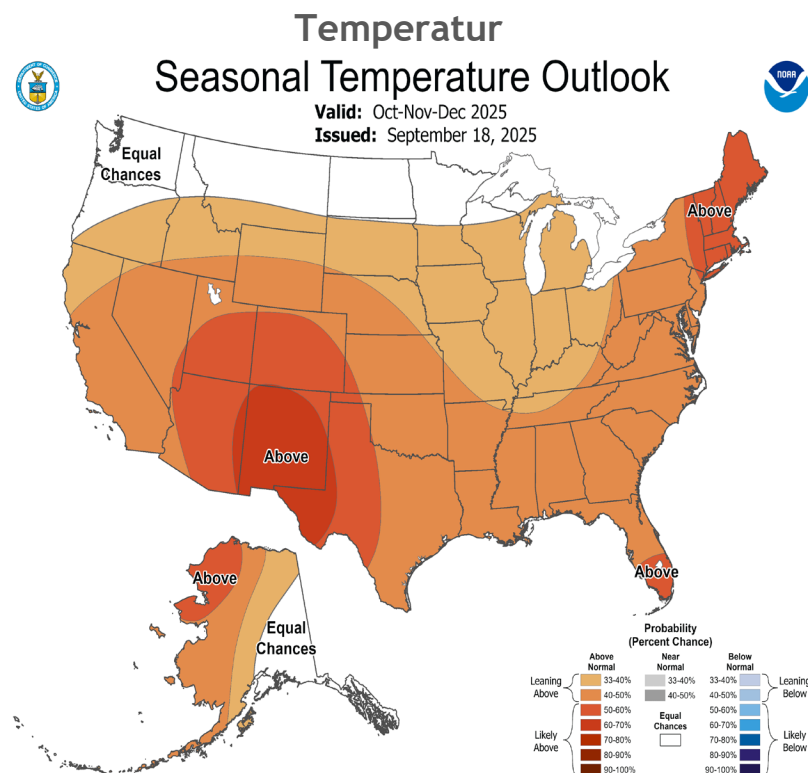 Temperatur
Seasonal Temperature Outlook
Valid: Oct-Nov-Dec 2025
Issued: September 18, 2025
NOAA
Equal
Chances
Above
Above
Above
Above
Equal
Chances
Probability
(Percent Chance)
Above
Normal
Near
Normal
Below
Normal
Leaning
Above
33-40%
40-50%
33-40%
40-50%
33-40%
40-50%
Leaning
Below
Likely
Above
50-60%
60-70%
70-80%
80-90%
90-100%
Equal
Chances
50-60%
60-70%
70-80%
80-90%
90-100%
Likely
Below